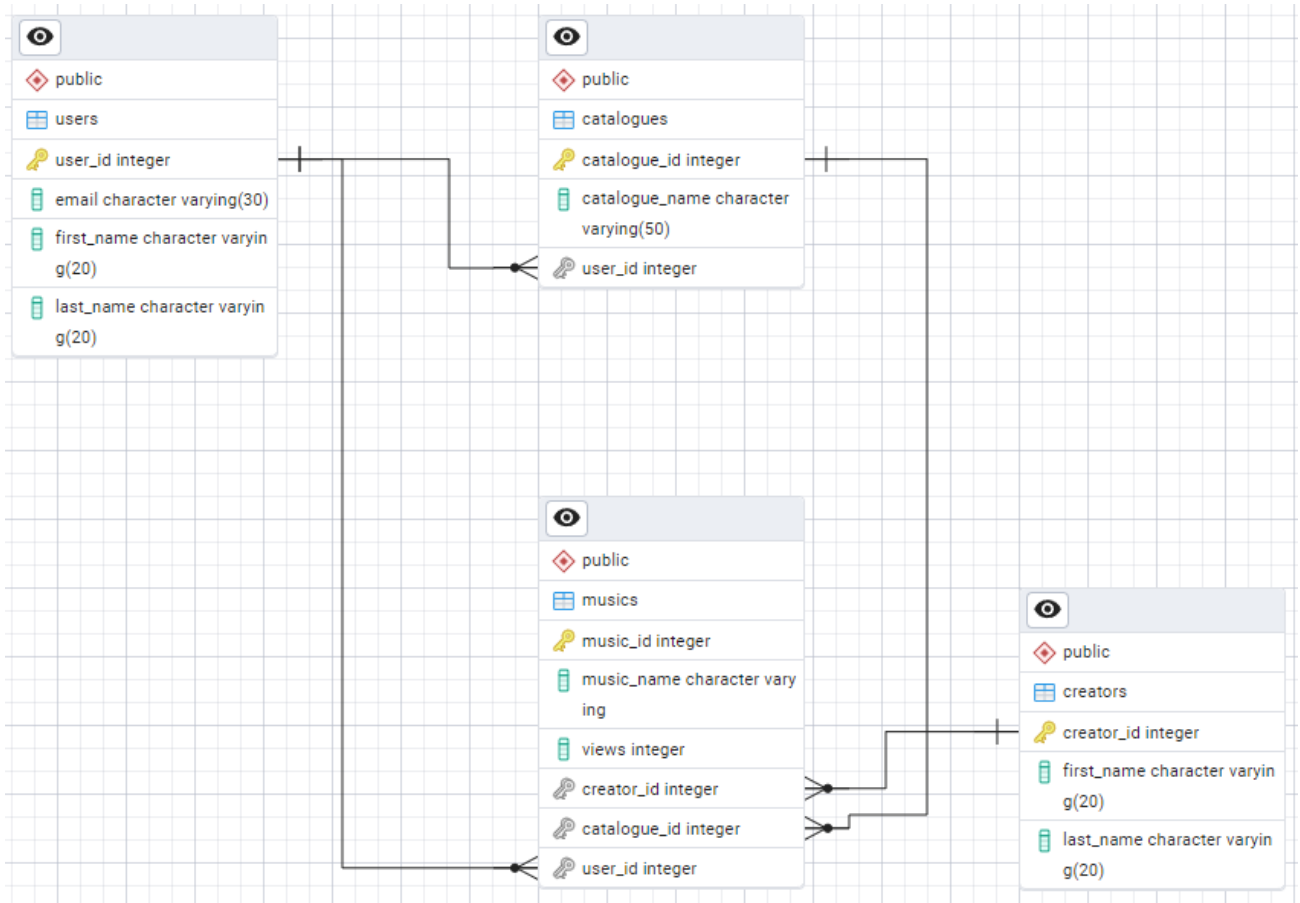 public
users
user_id integer
email character varying(30)
first_name character varyin
g(20)
last_name character varyin
g(20)
public
catalogues
catalogue_id integer
catalogue_name character
varying(50)
user_id integer
public
musics
music_id integer
music_name character vary
ing
views integer
creator_id integer
catalogue_id integer
user_id integer
public
creators
creator_id integer
first_name character varyin
g(20)
last_name character varyin
g(20)